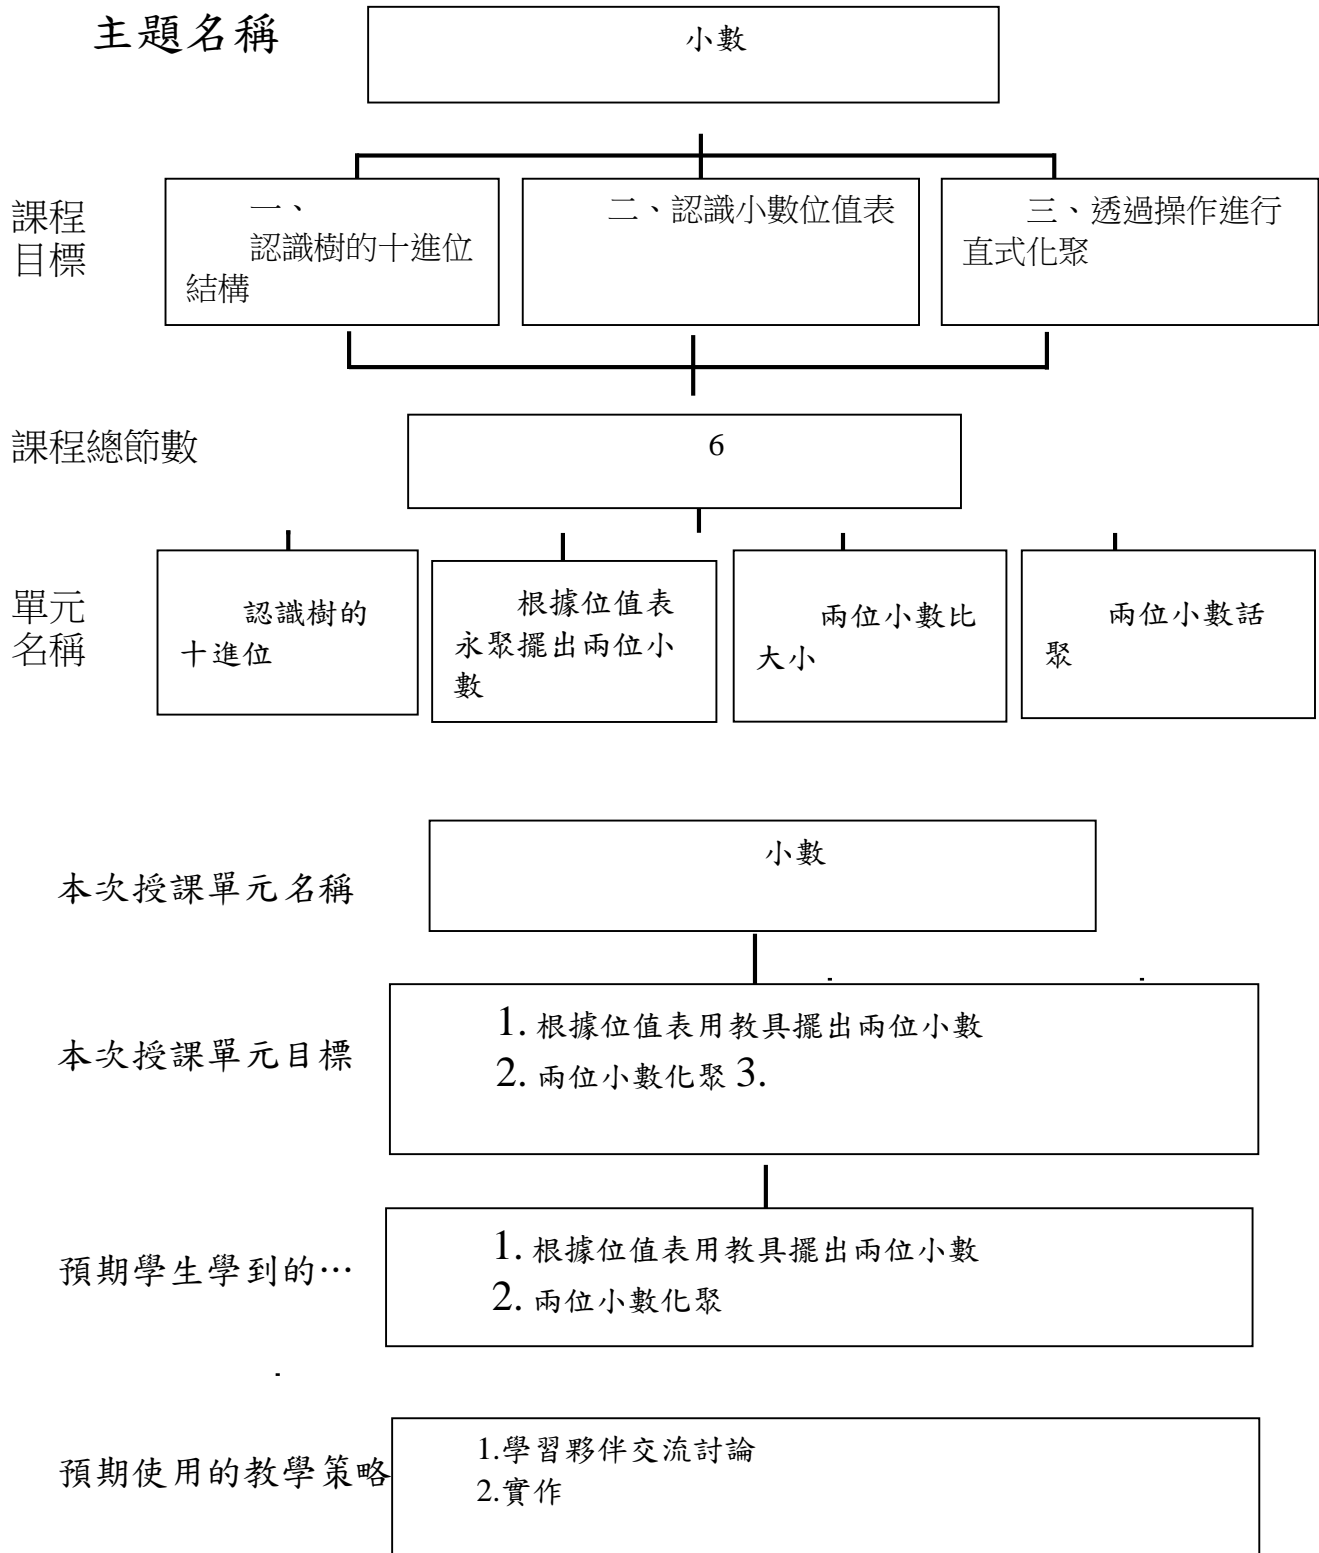 主題名稱
小數
課程
目標
一、
認識樹的十進位
結構
二、認識小數位值表
三、透過操作進行
直式化聚
課程總節數
6
單元
名稱
認識樹的
十進位
根據位值表
永聚擺出兩位小
數
兩位小數比
大小
兩位小數話
聚
本次授課單元名稱
小數
本次授課單元目標
1. 根據位值表用教具擺出兩位小數
2. 兩位小數化聚 3.
預期學生學到的…
1. 根據位值表用教具擺出兩位小數
2. 兩位小數化聚
預期使用的教學策略
1.學習夥伴交流討論
2.實作